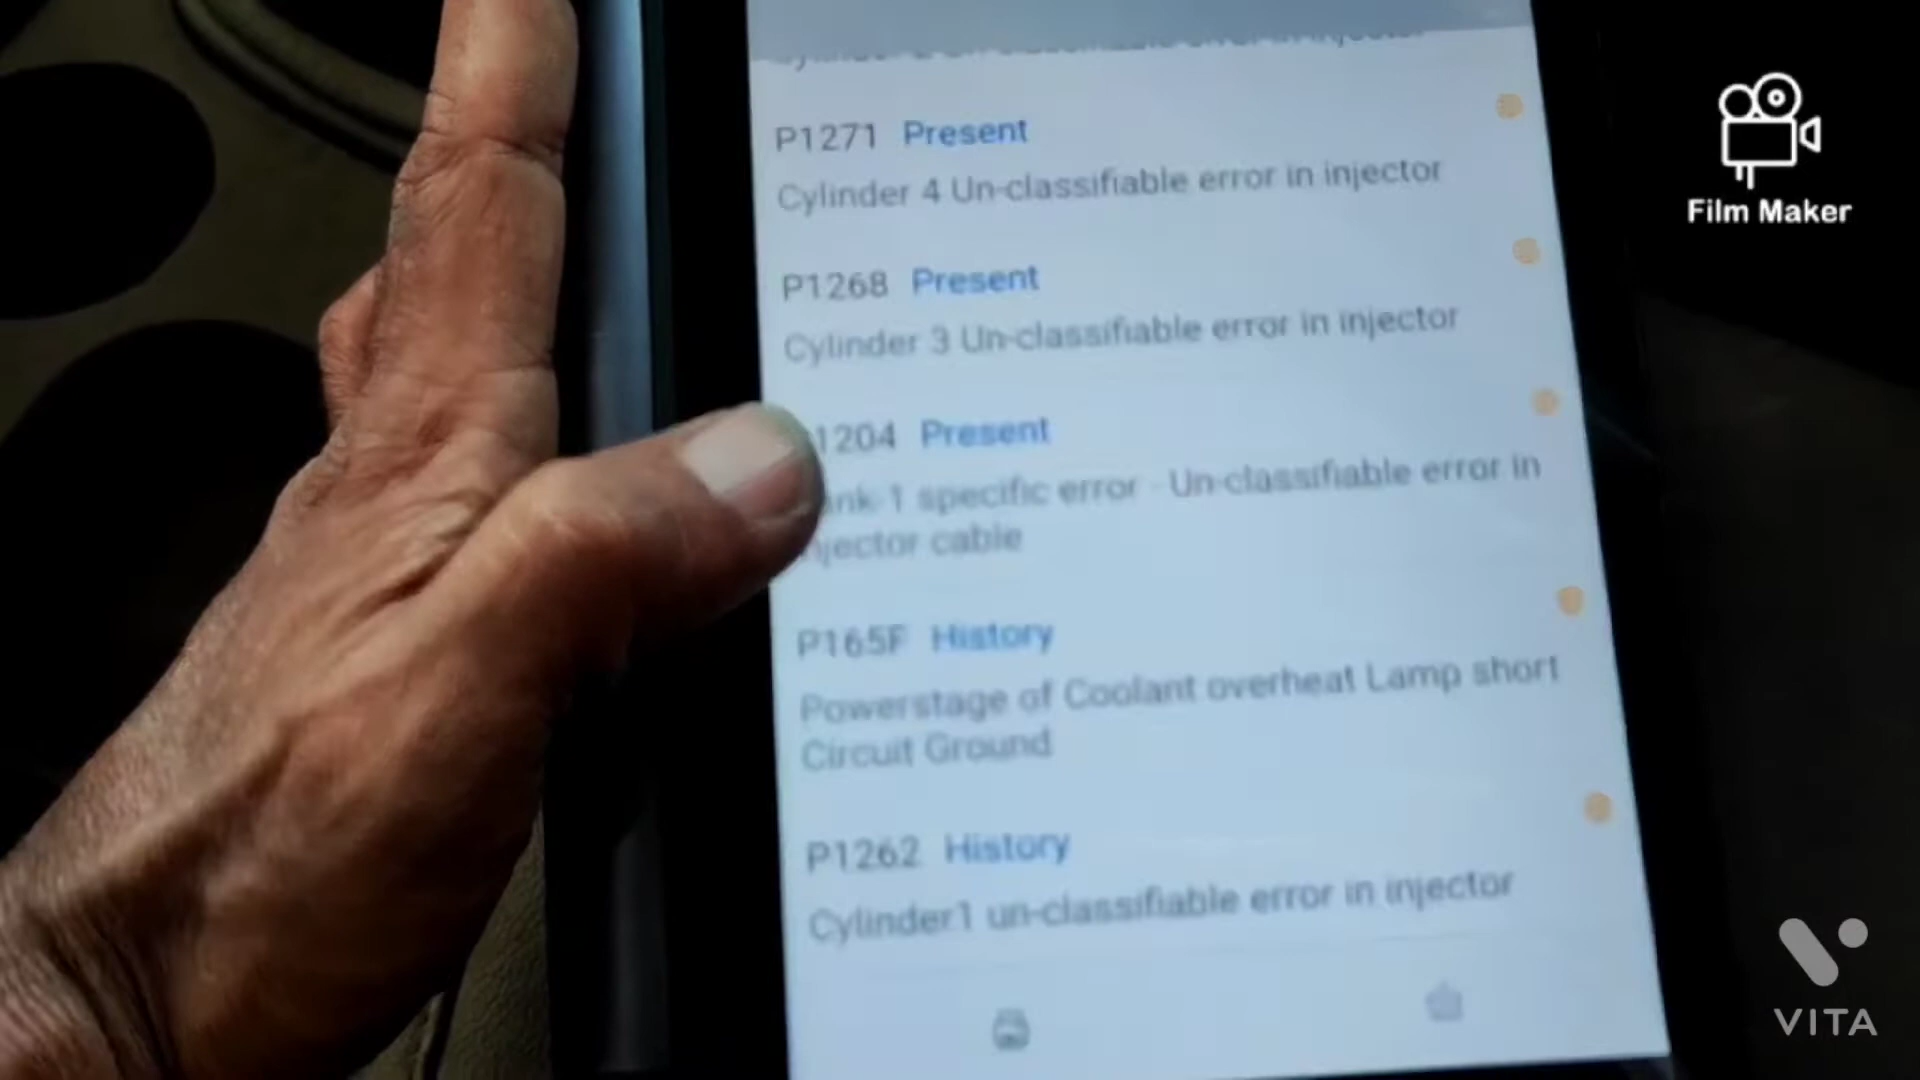 P1271 Present
Cylinder 4 Un-classifiable error in injector
P1268 Present
Cylinder 3 Un-classifiable error in injector
1204 Present
1 specific error - Un-classifiable error in
cable
P165F History
Powerstage of Coolant overheat Lamp short
Circuit Ground
P1262 History
Cylinder1 un-classifiable error in injector
Film Maker
VITA